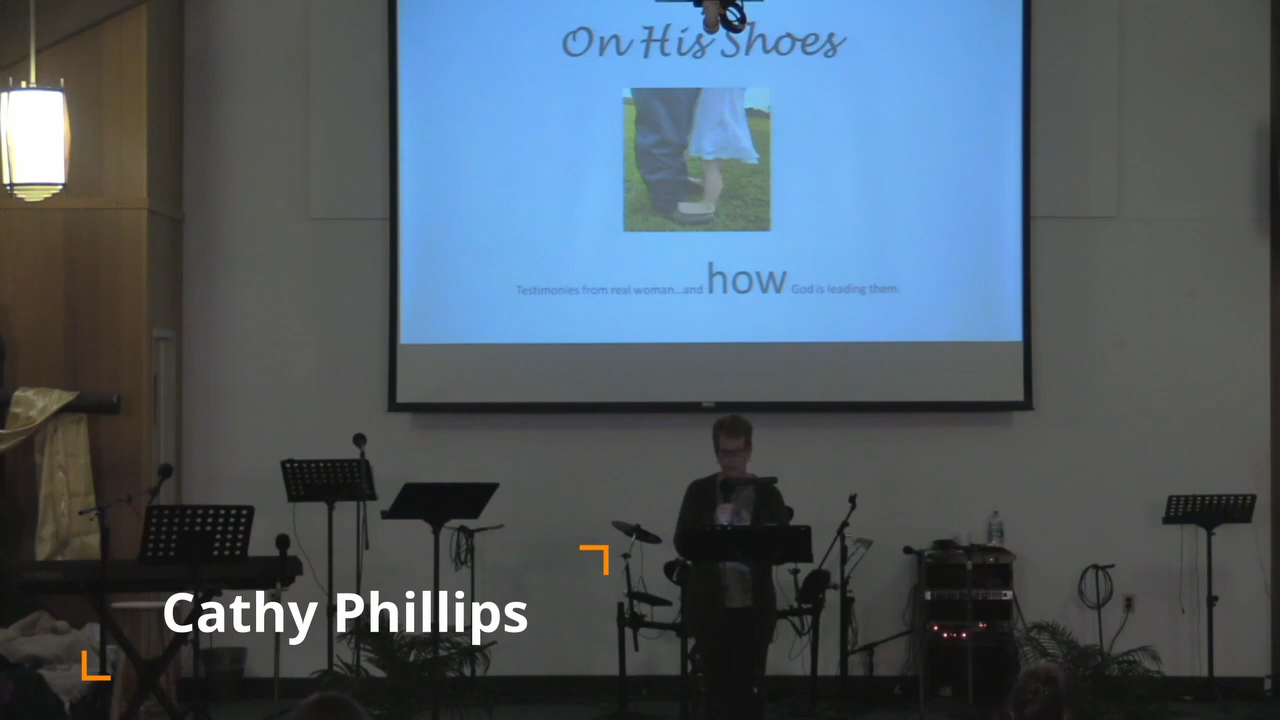 On His Shoes
Testimonies from real woman...and how God is leading them.
Cathy Phillips